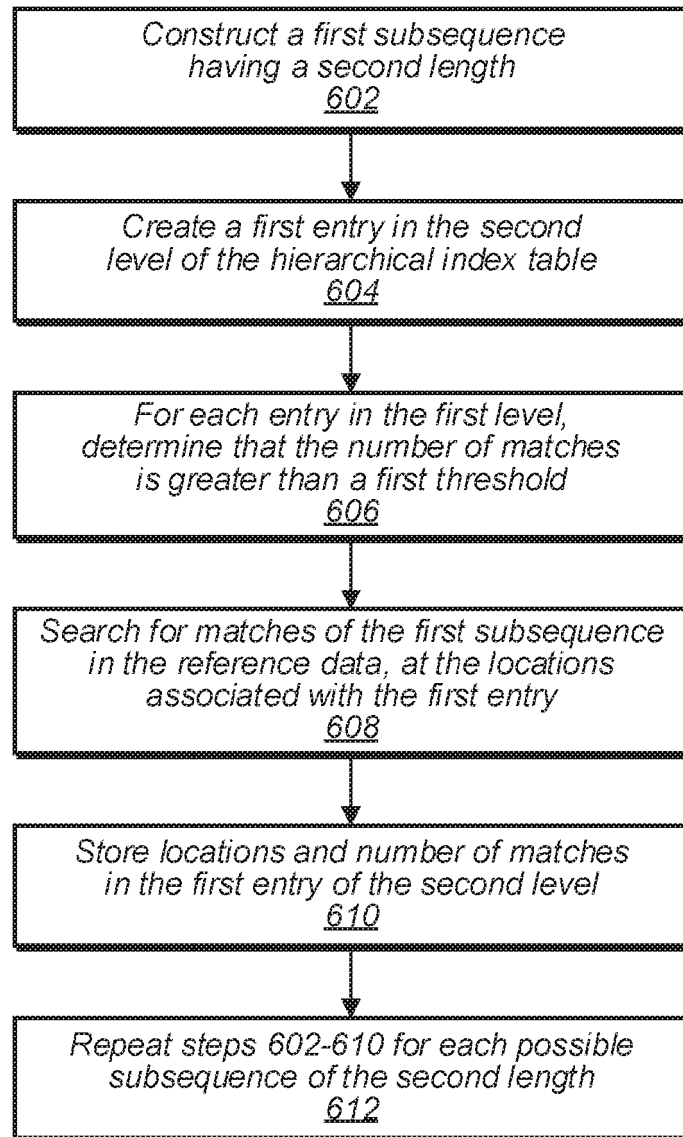 Construct a first subsequence
having a second length
602
Create a first entry in the second
level of the hierarchical index table
604
For each entry in the first level,
determine that the number of matches
is greater than a first threshold
606
Search for matches of the first subsequence
in the reference data, at the locations
associated with the first entry
608
Store locations and number of matches
in the first entry of the second level
610
Repeat steps 602-610 for each possible
subsequence of the second length
612